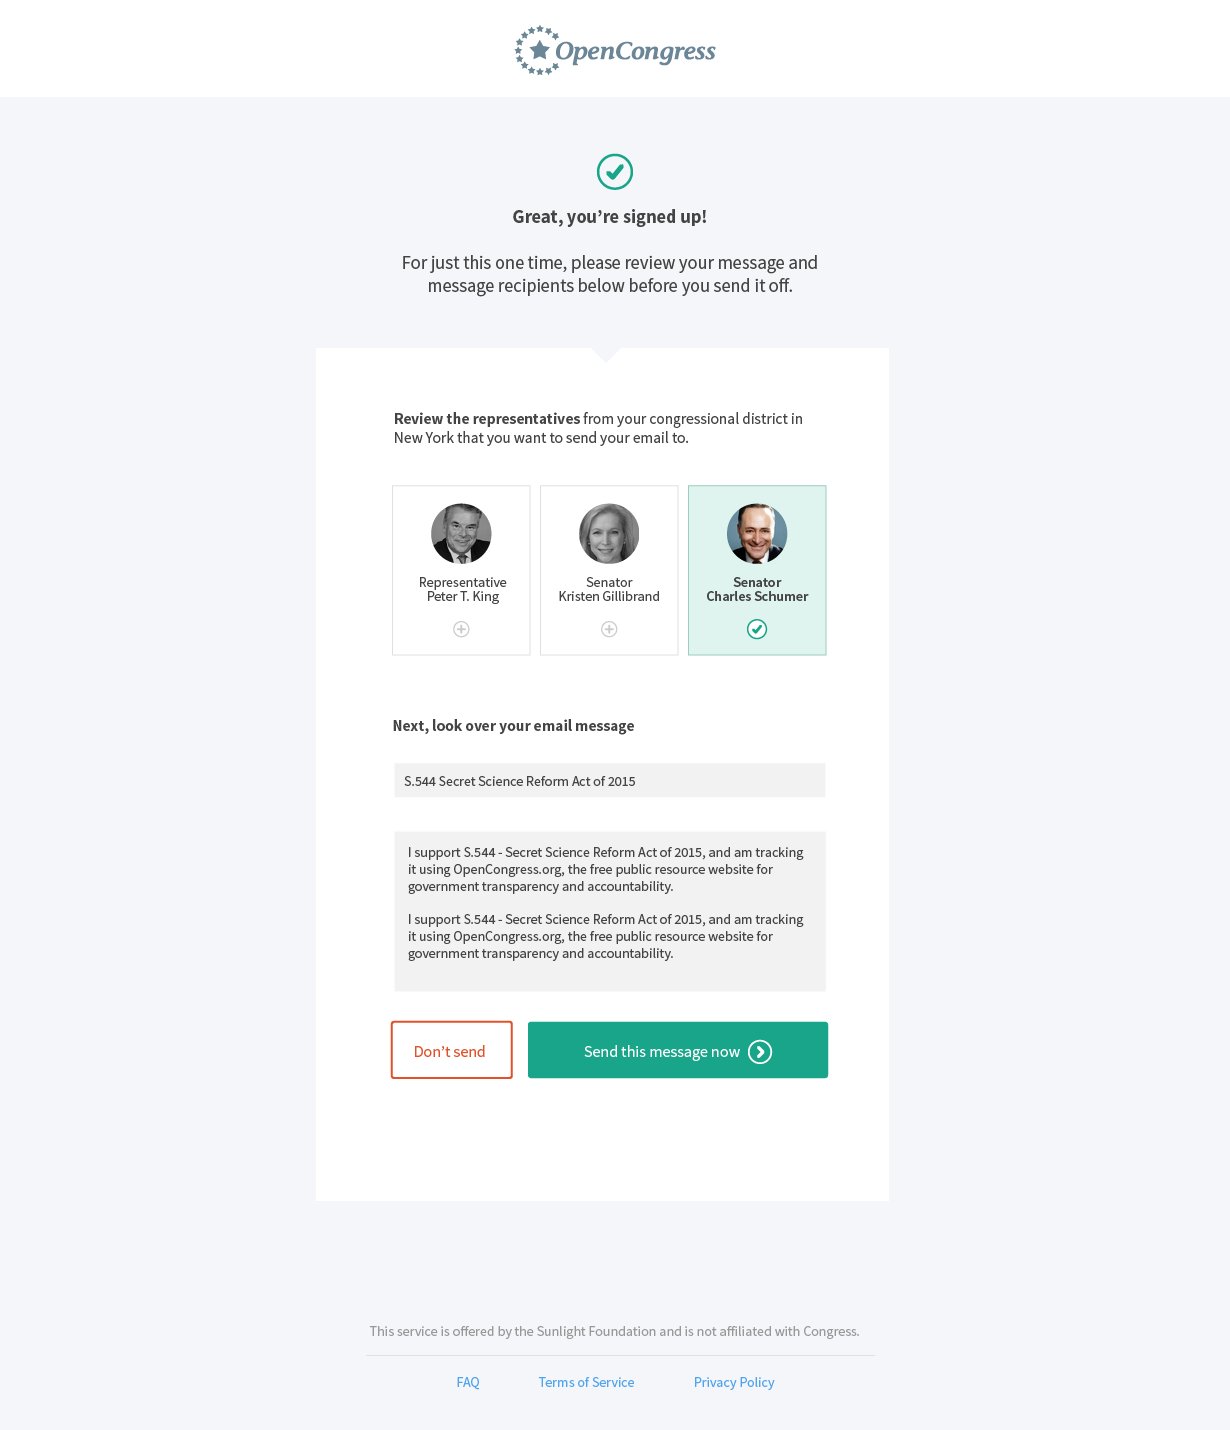 OpenCongress
Great, you’re signed up!
For just this one time, please review your message and
message recipients below before you send it off.
Review the representatives from your congressional district in
New York that you want to send your email to.
Representative
Peter T. King
Senator
Kristen Gillibrand
Senator
Charles Schumer
Next, look over your email message
S.544 Secret Science Reform Act of 2015
I support S.544 - Secret Science Reform Act of 2015, and am tracking
it using OpenCongress.org, the free public resource website for
government transparency and accountability.
I support S.544 - Secret Science Reform Act of 2015, and am tracking
it using OpenCongress.org, the free public resource website for
government transparency and accountability.
Don’t send
Send this message now
This service is offered by the Sunlight Foundation and is not affiliated with Congress.
FAQ Terms of Service Privacy Policy